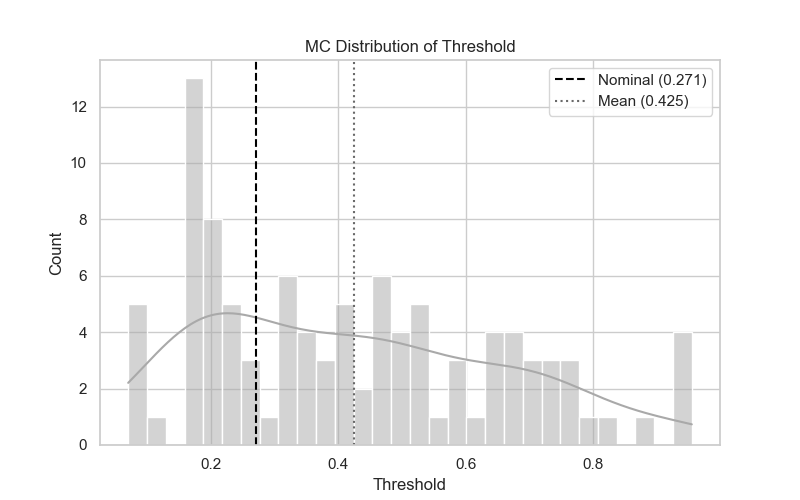 MC Distribution of Threshold
Nominal (0.271)
Mean (0.425)
12
10
8
6
4
2
0
Count
0.2
0.4
0.6
0.8
Threshold